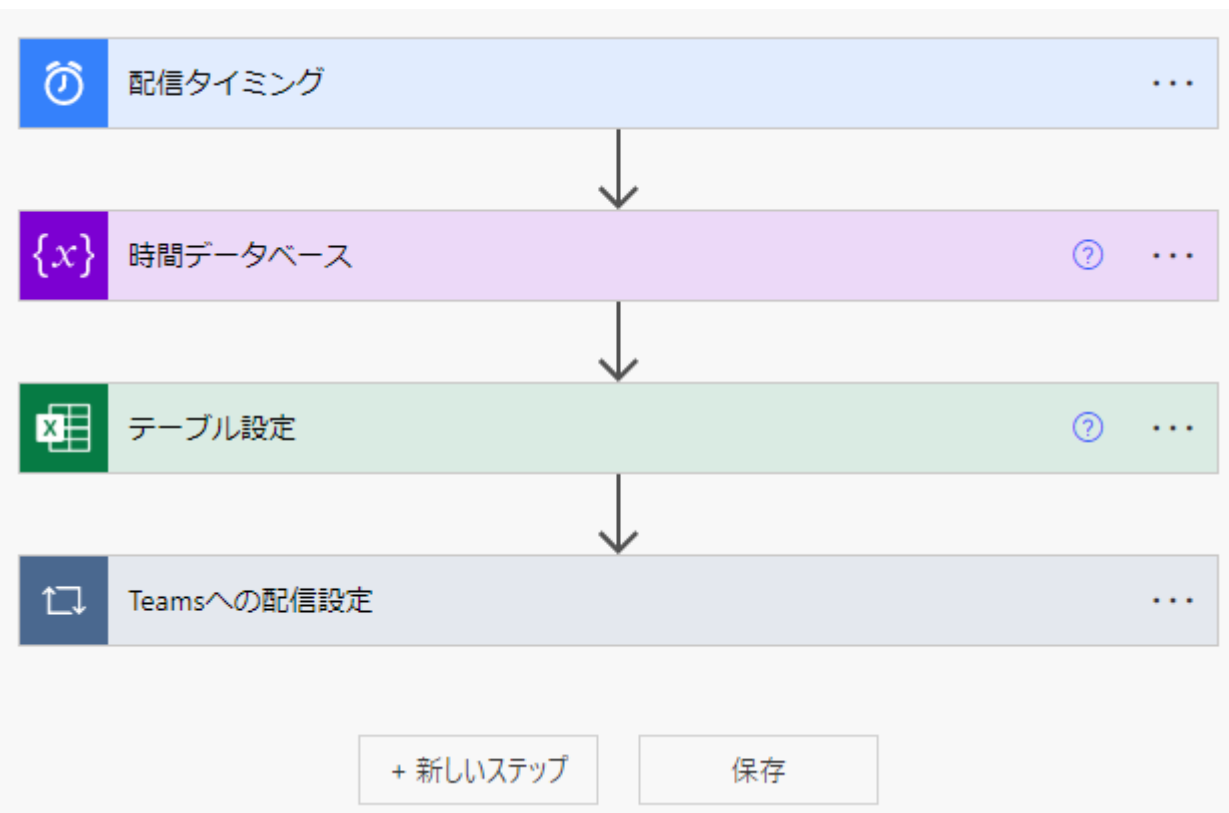 配信タイミング
{x} 時間データベース
テーブル設定
Teamsへの配信設定
+ 新しいステップ
保存